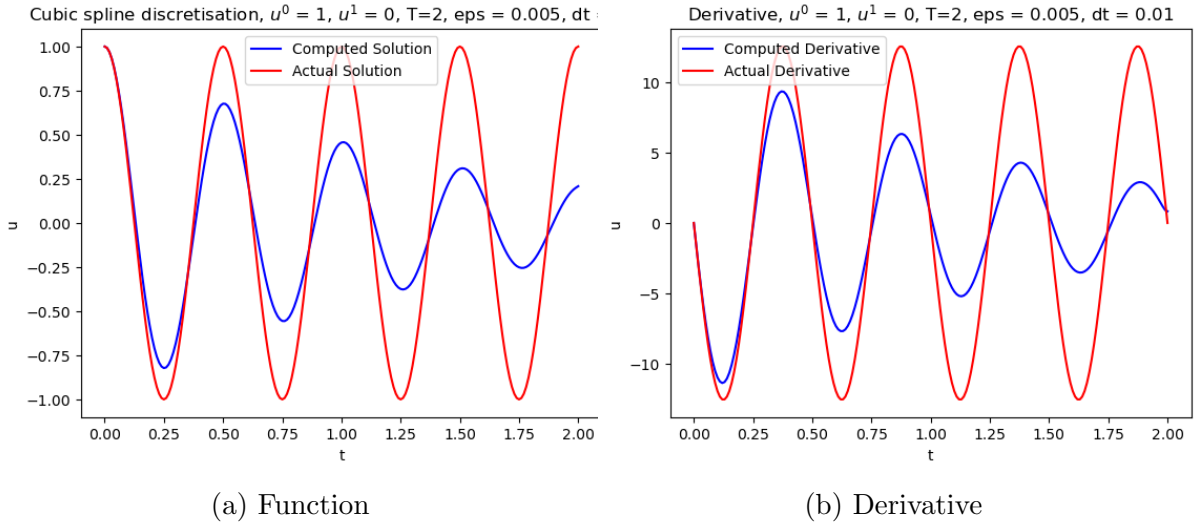 Cubic spline discretisation, u⁰ = 1, u¹ = 0, T=2, eps = 0.005, dt =
Computed Solution
Actual Solution
1.00
0.75
0.50
0.25
0.00
−0.25
−0.50
−0.75
−1.00
u
0.00 0.25 0.50 0.75 1.00 1.25 1.50 1.75 2.00
t
(a) Function
Derivative, u⁰ = 1, u¹ = 0, T=2, eps = 0.005, dt = 0.01
Computed Derivative
Actual Derivative
10
5
0
−5
−10
u
0.00 0.25 0.50 0.75 1.00 1.25 1.50 1.75 2.00
t
(b) Derivative